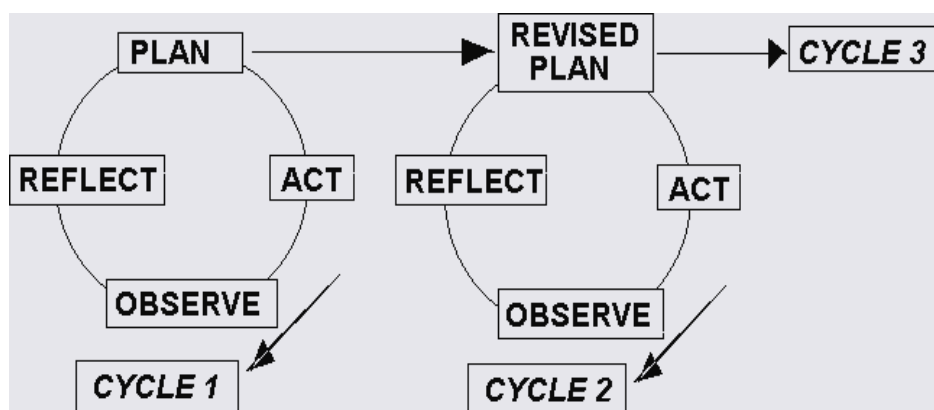 PLAN
REVISED
PLAN
CYCLE 3
REFLECT
ACT
REFLECT
ACT
OBSERVE
OBSERVE
CYCLE 1
CYCLE 2